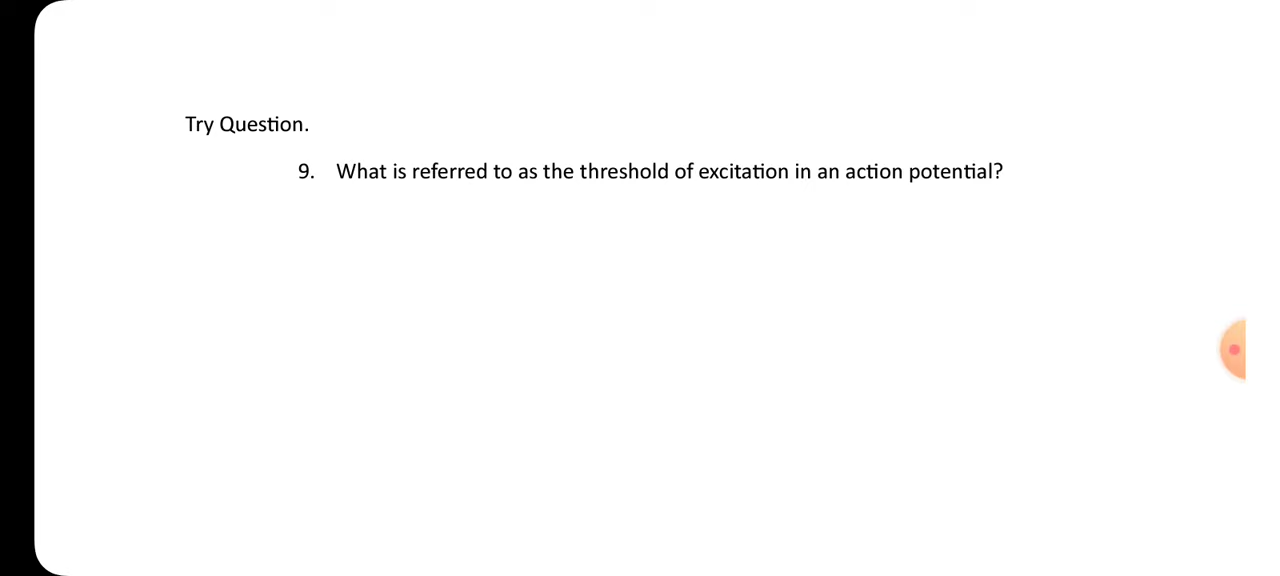 Try Question.
9. What is referred to as the threshold of excitation in an action potential?